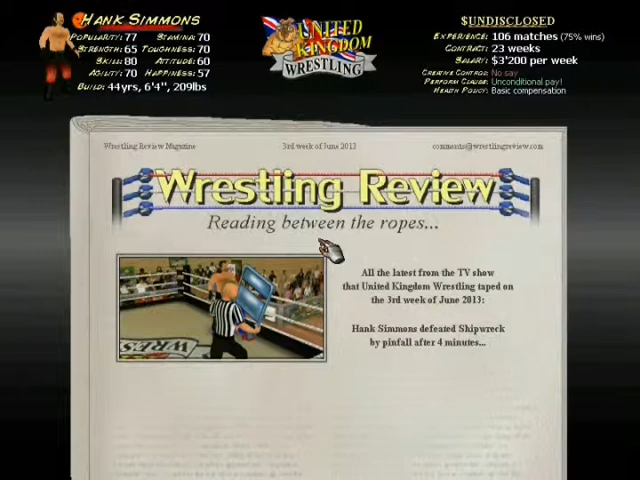 Hank Simmons
Popularity: 77 Stamina: 70
Strength: 65 Toughness: 70
Skill: 80 Attitude: 60
Agility: 70 Happiness: 57
Build: 44yrs, 6'4", 209lbs
UNITED
KINGDOM
WRESTLING
$UNDISCLOSED
Experience: 106 matches (75% wins)
Contract: 23 weeks
Salary: $3'200 per week
Creative Control: No say
Perform Clause: Unconditional pay!
Health Policy: Basic compensation
Wrestling Review Magazine 3rd week of June 2013 comments@wrestlingreview.com
Wrestling Review
Reading between the ropes...
All the latest from the TV show
that United Kingdom Wrestling taped on
the 3rd week of June 2013:
Hank Simmons defeated Shipwreck
by pinfall after 4 minutes...